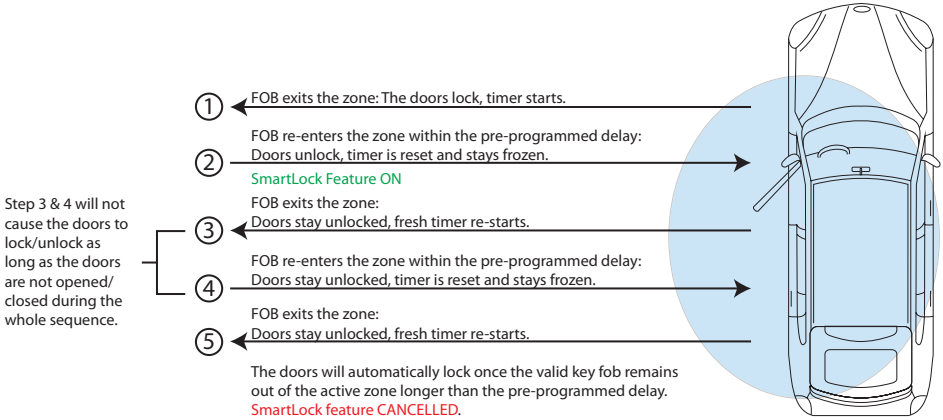 1
FOB exits the zone: The doors lock, timer starts.
2
FOB re-enters the zone within the pre-programmed delay:
Doors unlock, timer is reset and stays frozen.
SmartLock Feature ON
Step 3 & 4 will not
cause the doors to
lock/unlock as
long as the doors
are not opened/
closed during the
whole sequence.
3
FOB exits the zone:
Doors stay unlocked, fresh timer re-starts.
4
FOB re-enters the zone within the pre-programmed delay:
Doors stay unlocked, timer is reset and stays frozen.
5
FOB exits the zone:
Doors stay unlocked, fresh timer re-starts.
The doors will automatically lock once the valid key fob remains
out of the active zone longer than the pre-programmed delay.
SmartLock feature CANCELLED.